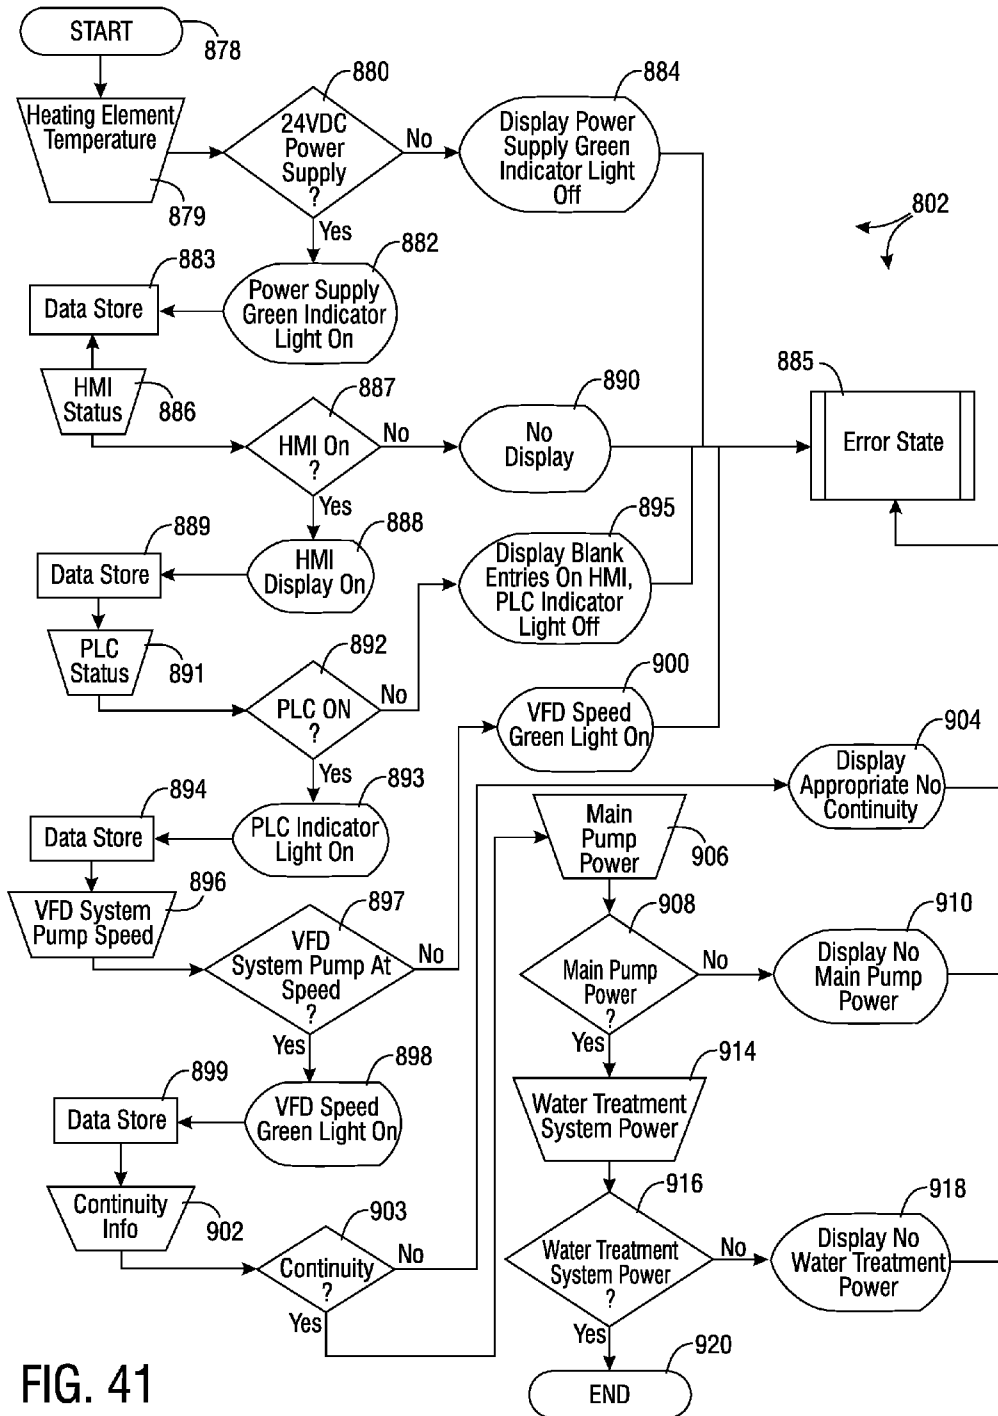 START
878
Heating Element
Temperature
879
880
24VDC
Power
Supply
?
No
Yes
884
Display Power
Supply Green
Indicator Light
Off
802
882
Power Supply
Green Indicator
Light On
883
Data Store
HMI
Status
886
887
HMI On
?
No
Yes
890
No
Display
885
Error State
888
HMI
Display On
889
Data Store
895
Display Blank
Entries On HMI,
PLC Indicator
Light Off
PLC
Status
891
892
PLC ON
?
No
Yes
900
VFD Speed
Green Light On
904
Display
Appropriate No
Continuity
893
PLC Indicator
Light On
894
Data Store
896
VFD System
Pump Speed
897
VFD
System Pump At
Speed
?
No
Yes
Main
Pump
Power
906
908
Main Pump
Power
?
No
Yes
910
Display No
Main Pump
Power
898
VFD Speed
Green Light On
899
Data Store
Continuity
Info
902
903
Continuity
?
No
Yes
914
Water Treatment
System Power
916
Water Treatment
System Power
?
No
Yes
918
Display No
Water Treatment
Power
920
END
FIG. 41